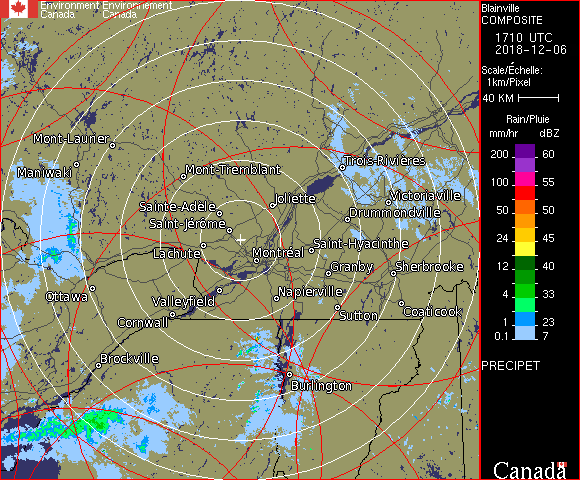 Environment Environnement
Canada Canada
Blainville
COMPOSITE
1710 UTC
2018-12-06
Scale/Échelle:
1km/Pixel
40 KM
Rain/Pluie
mm/hr dBZ
200 60
150 57
100 55
50 50
24 45
12 40
4 33
1 23
0.1 7
PRECIPET
Canada
Mont-Laurier
Maniwaki
Mont-Tremblant
Trois-Rivières
Joliette
Victoriaville
Sainte-Adele
Drummondville
Saint-Jérôme
Saint-Hyacinthe
Lachute
Montréal
Granby
Sherbrooke
Ottawa
Valleyfield
Napierville
Cornwall
Sutton
Coaticook
Brockville
Burlington